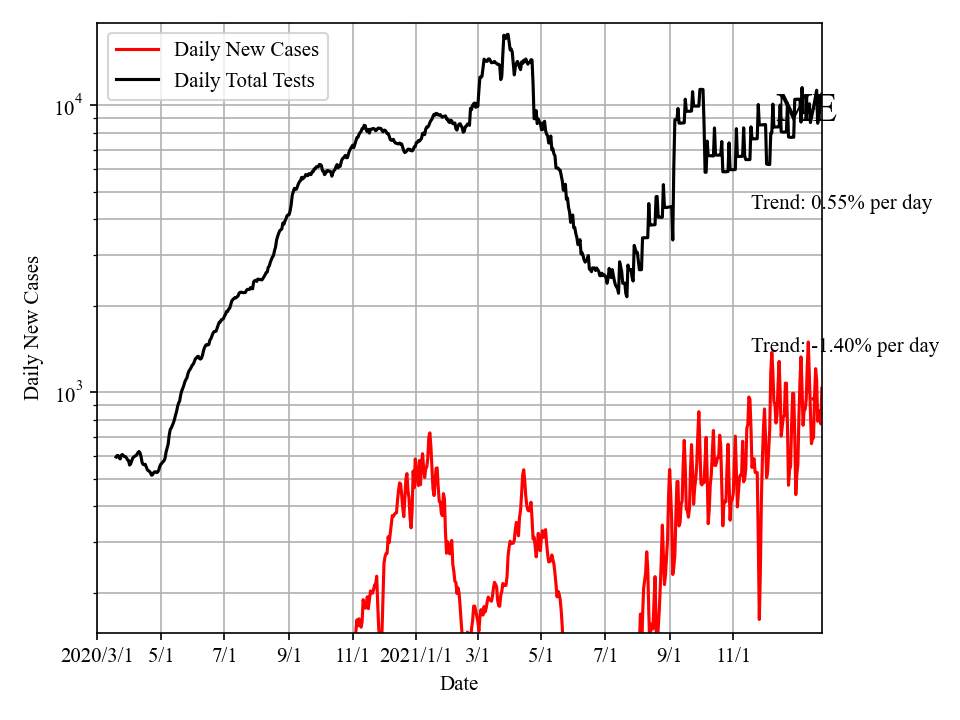 Daily New Cases
Daily Total Tests
ME
10^4
Trend: 0.55% per day
Trend: -1.40% per day
10^3
Daily New Cases
2020/3/1 5/1 7/1 9/1 11/1 2021/1/1 3/1 5/1 7/1 9/1 11/1
Date